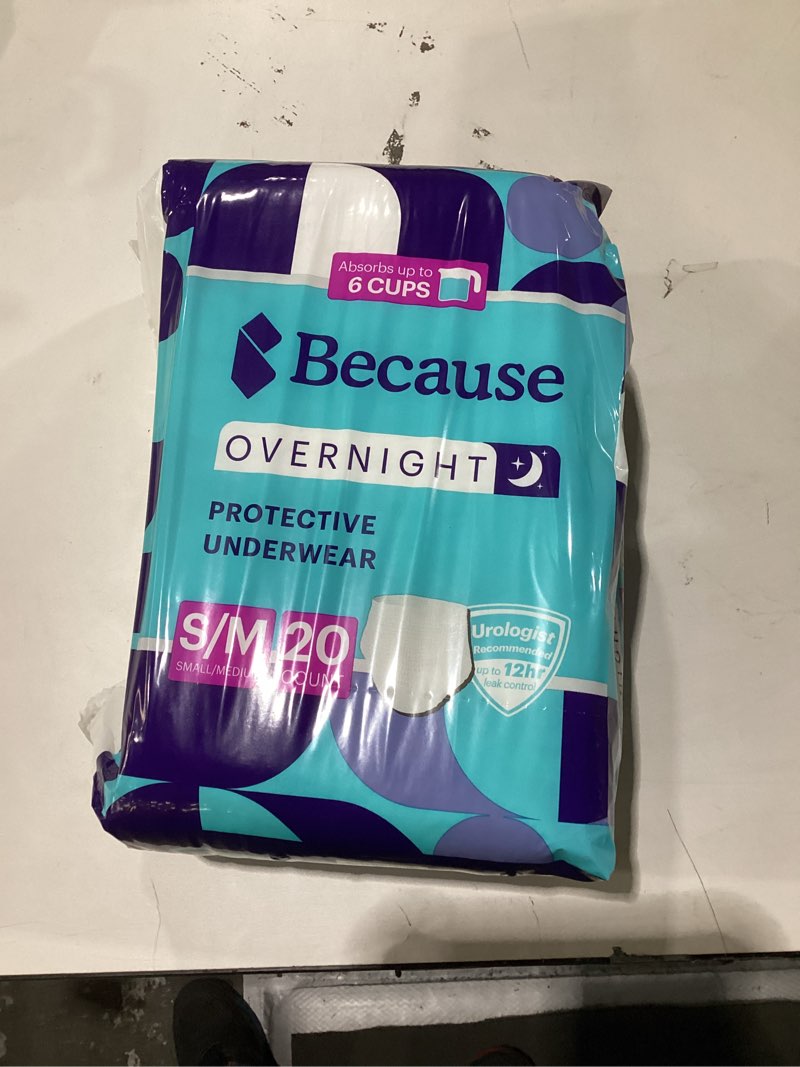 Absorbs up to
6 CUPS
Because
OVERNIGHT
PROTECTIVE
UNDERWEAR
S/M 20
SMALL/MEDIUM COUNT
Urologist
Recommended
up to 12hr
leak control